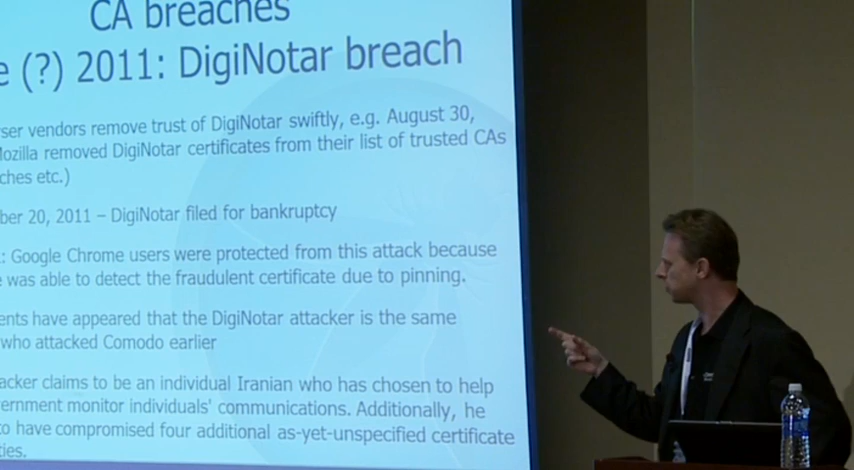 CA breaches
e (?) 2011: DigiNotar breach
ser vendors remove trust of DigiNotar swiftly, e.g. August 30,
ozilla removed DigiNotar certificates from their list of trusted CAs
ches etc.)
ber 20, 2011 – DigiNotar filed for bankruptcy
: Google Chrome users were protected from this attack because
e was able to detect the fraudulent certificate due to pinning.
ents have appeared that the DigiNotar attacker is the same
who attacked Comodo earlier
acker claims to be an individual Iranian who has chosen to help
ernment monitor individuals' communications. Additionally, he
to have compromised four additional as-yet-unspecified certificate
ties.